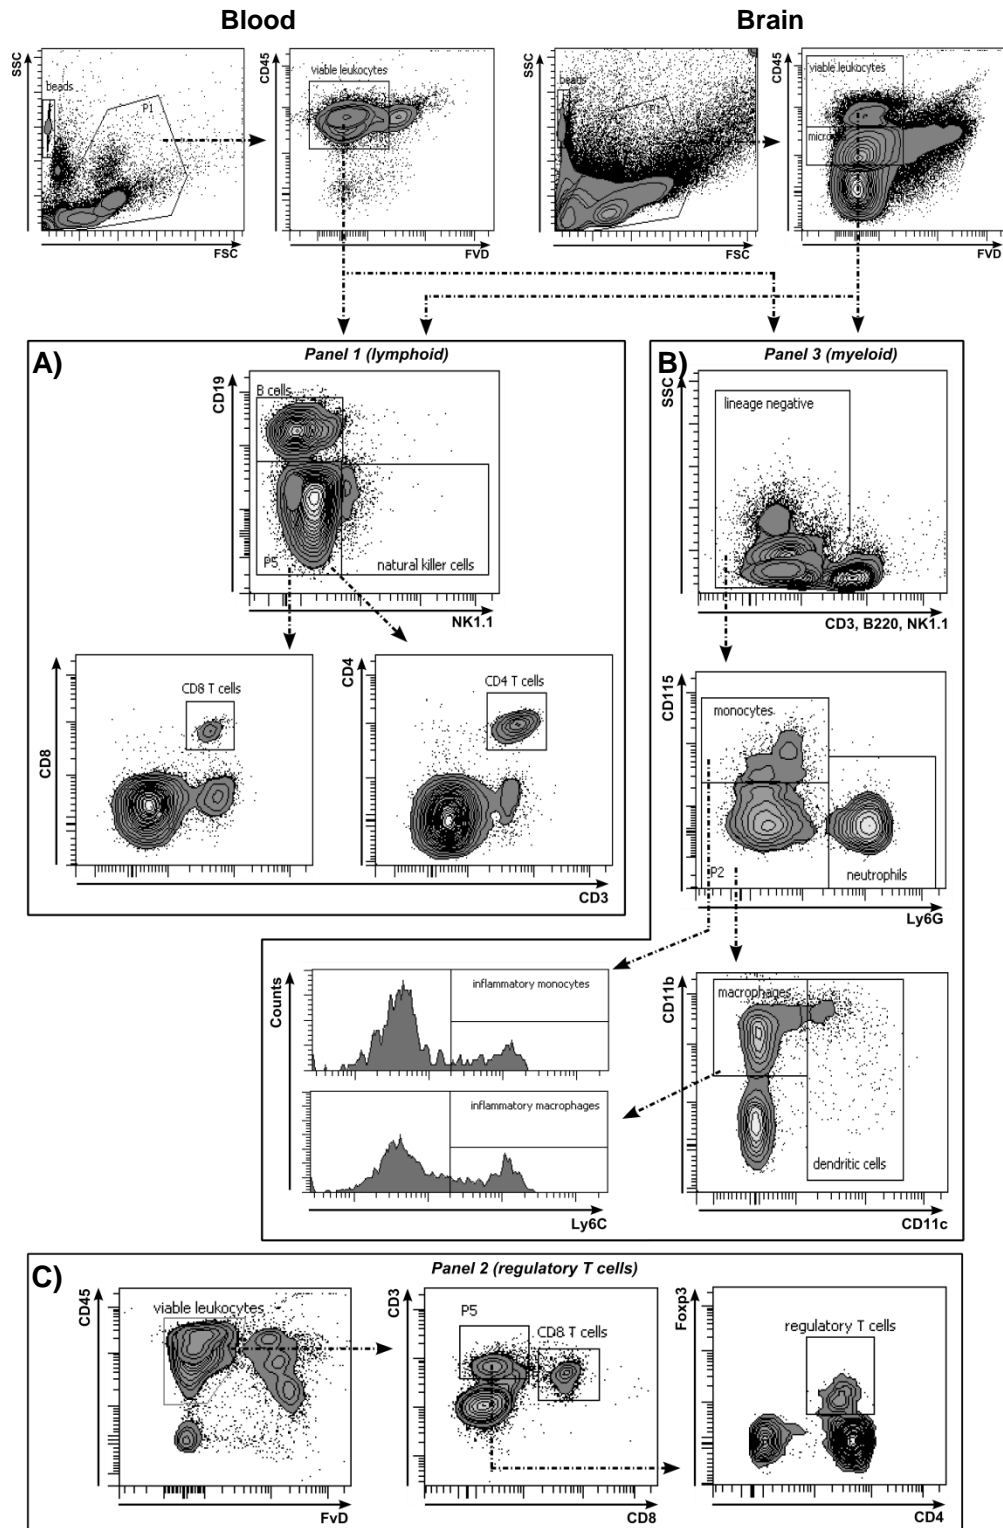 Blood
Brain
SSC
beads
P1
FSC
CD45
viable leukocytes
FVD
SSC
beads
P1
FSC
CD45
viable leukocytes
micro
FVD
A)
Panel 1 (lymphoid)
CD19
B cells
P5
natural killer cells
NK1.1
CD8
CD8 T cells
CD4
CD4 T cells
CD3
B)
Panel 3 (myeloid)
SSC
lineage negative
CD3, B220, NK1.1
CD115
monocytes
P2
neutrophils
Ly6G
Counts
inflammatory monocytes
inflammatory macrophages
Ly6C
CD11b
macrophages
dendritic cells
CD11c
C)
Panel 2 (regulatory T cells)
CD45
viable leukocytes
FvD
CD3
P5
CD8 T cells
CD8
Foxp3
regulatory T cells
CD4